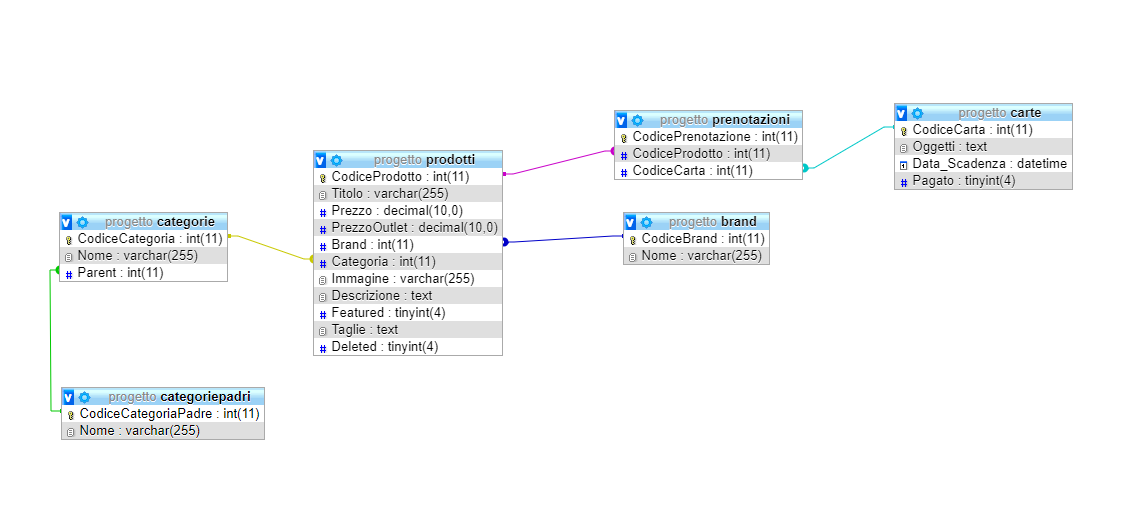 progetto categorie
CodiceCategoria : int(11)
Nome : varchar(255)
Parent : int(11)
progetto categoriepadri
CodiceCategoriaPadre : int(11)
Nome : varchar(255)
progetto prodotti
CodiceProdotto : int(11)
Titolo : varchar(255)
Prezzo : decimal(10,0)
PrezzoOutlet : decimal(10,0)
Brand : int(11)
Categoria : int(11)
Immagine : varchar(255)
Descrizione : text
Featured : tinyint(4)
Taglie : text
Deleted : tinyint(4)
progetto prenotazioni
CodicePrenotazione : int(11)
CodiceProdotto : int(11)
CodiceCarta : int(11)
progetto brand
CodiceBrand : int(11)
Nome : varchar(255)
progetto carte
CodiceCarta : int(11)
Oggetti : text
Data_Scadenza : datetime
Pagato : tinyint(4)